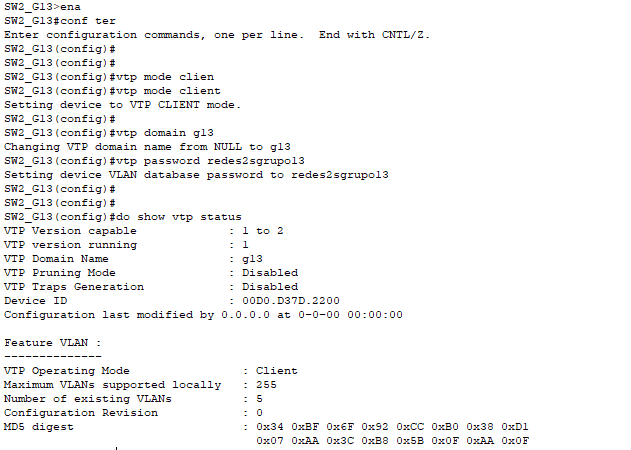 SW2_G13>ena
SW2_G13#conf ter
Enter configuration commands, one per line.  End with CNTL/Z.
SW2_G13(config)#
SW2_G13(config)#
SW2_G13(config)#vtp mode clien
SW2_G13(config)#vtp mode client
Setting device to VTP CLIENT mode.
SW2_G13(config)#
SW2_G13(config)#vtp domain g13
Changing VTP domain name from NULL to g13
SW2_G13(config)#vtp password redes2sgrupo13
Setting device VLAN database password to redes2sgrupo13
SW2_G13(config)#
SW2_G13(config)#
SW2_G13(config)#do show vtp status
VTP Version capable             : 1 to 2
VTP version running             : 1
VTP Domain Name                 : g13
VTP Pruning Mode                : Disabled
VTP Traps Generation            : Disabled
Device ID                       : 00D0.D37D.2200
Configuration last modified by 0.0.0.0 at 0-0-00 00:00:00

Feature VLAN :
--------------
VTP Operating Mode                : Client
Maximum VLANs supported locally   : 255
Number of existing VLANs          : 5
Configuration Revision            : 0
MD5 digest                        : 0x34 0xBF 0x6F 0x92 0xCC 0xB0 0x38 0xD1
                                    0x07 0xAA 0x3C 0xB8 0x5B 0x0F 0xAA 0x0F